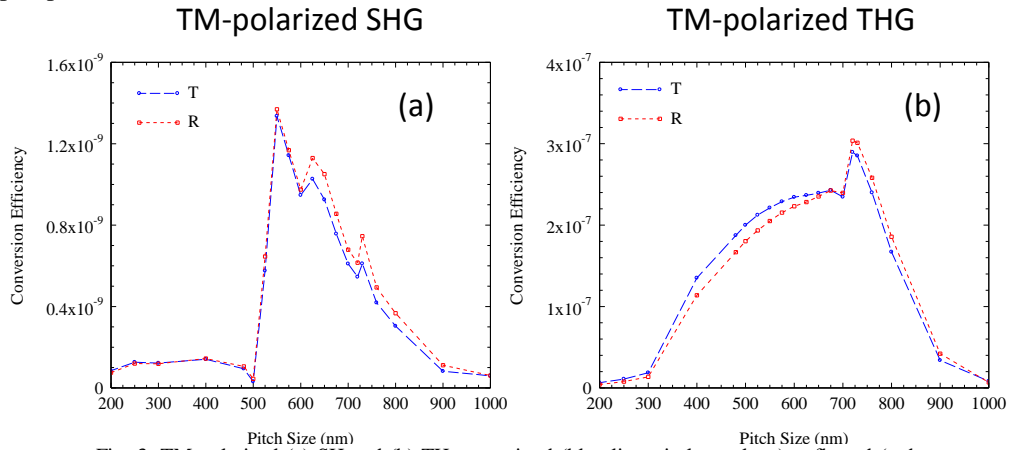 TM-polarized SHG
TM-polarized THG
1.6x10-9
1.2x10-9
0.8x10-9
0.4x10-9
0
Conversion Efficiency
T
R
(a)
200 300 400 500 600 700 800 900 1000
Pitch Size (nm)
4x10-7
3x10-7
2x10-7
1x10-7
0
Conversion Efficiency
T
R
(b)
200 300 400 500 600 700 800 900 1000
Pitch Size (nm)